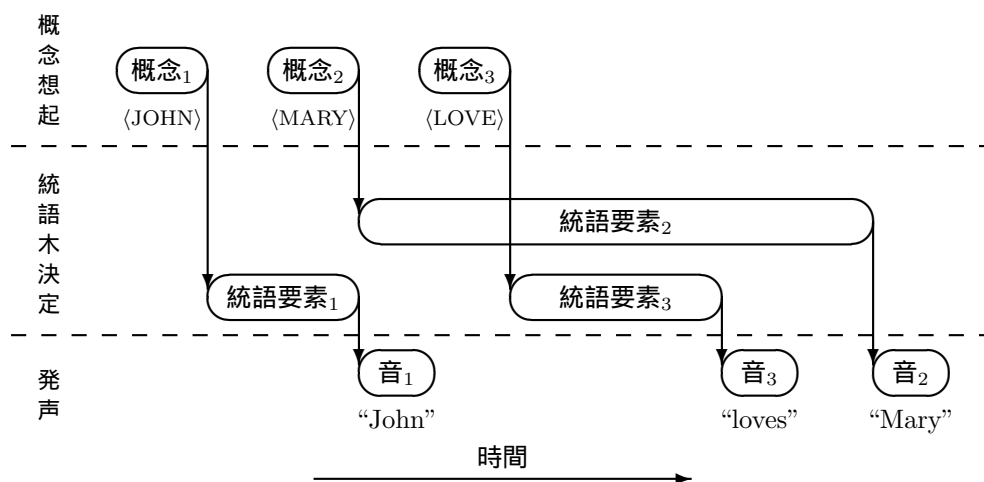 概念想起
概念1 概念2 概念3
⟨JOHN⟩ ⟨MARY⟩ ⟨LOVE⟩
統語木決定
統語要素2
統語要素1 統語要素3
発声
音1 音3 音2
“John” “loves” “Mary”
時間